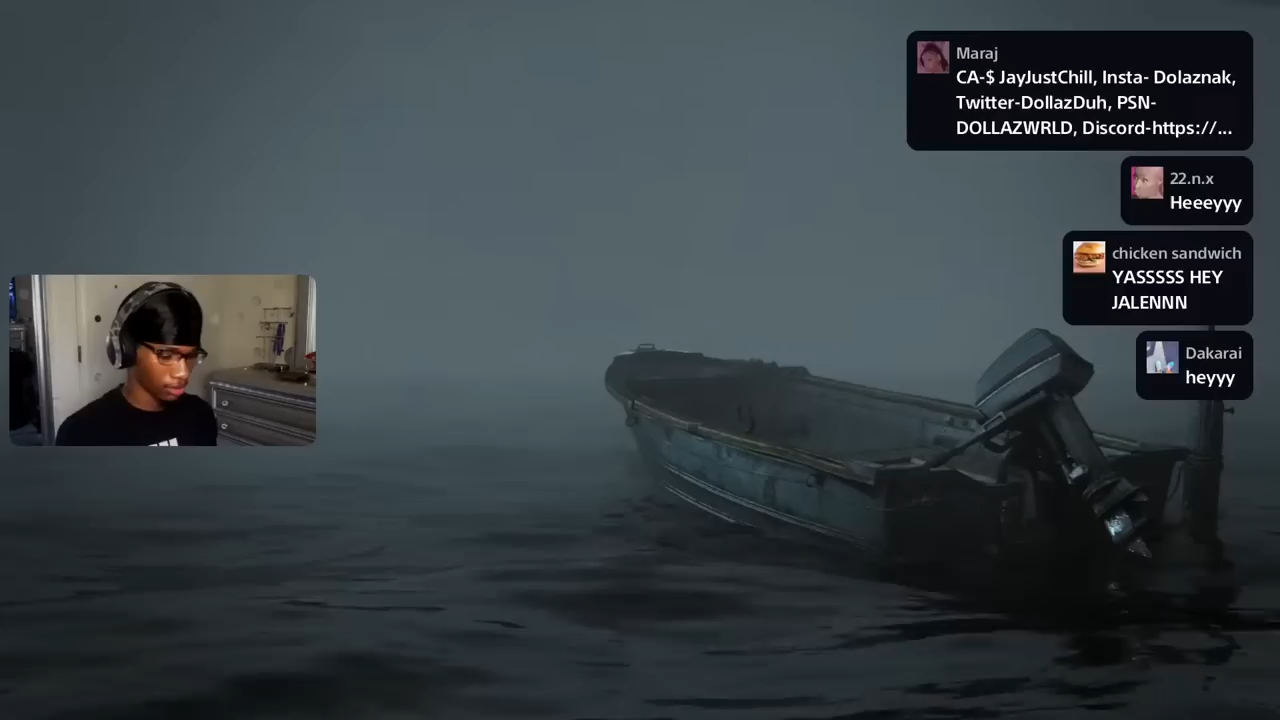 Maraj
CA-$ JayJustChill, Insta- Dolaznak,
Twitter-DollazDuh, PSN-
DOLLAZWRLD, Discord-https://...
22.n.x
Heeeyyy
chicken sandwich
YASSSSS HEY
JALENNN
Dakarai
heyyy